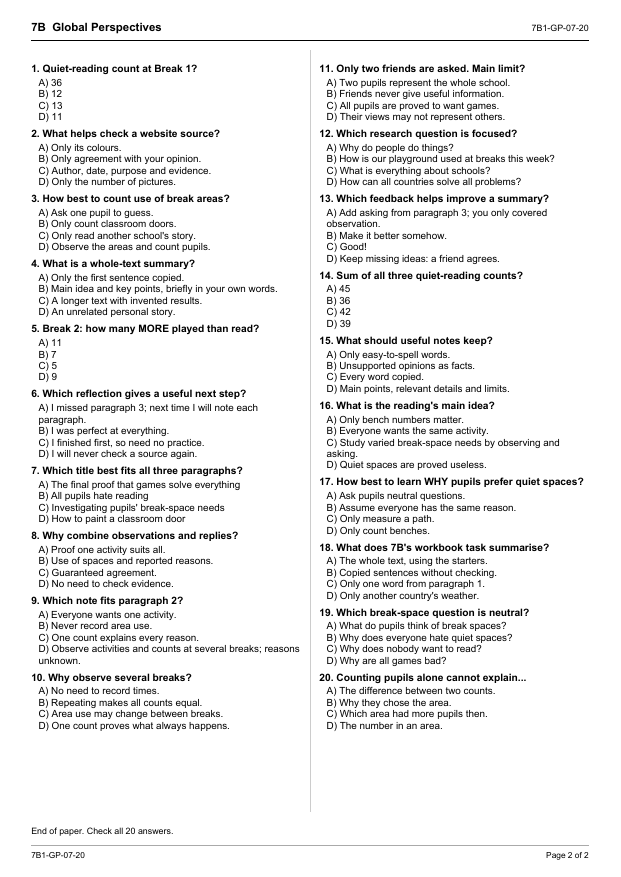 7B Global Perspectives
7B1-GP-07-20
1. Quiet-reading count at Break 1?
A) 36
B) 12
C) 13
D) 11
2. What helps check a website source?
A) Only its colours.
B) Only agreement with your opinion.
C) Author, date, purpose and evidence.
D) Only the number of pictures.
3. How best to count use of break areas?
A) Ask one pupil to guess.
B) Only count classroom doors.
C) Only read another school's story.
D) Observe the areas and count pupils.
4. What is a whole-text summary?
A) Only the first sentence copied.
B) Main idea and key points, briefly in your own words.
C) A longer text with invented results.
D) An unrelated personal story.
5. Break 2: how many MORE played than read?
A) 11
B) 7
C) 5
D) 9
6. Which reflection gives a useful next step?
A) I missed paragraph 3; next time I will note each
paragraph.
B) I was perfect at everything.
C) I finished first, so need no practice.
D) I will never check a source again.
7. Which title best fits all three paragraphs?
A) The final proof that games solve everything
B) All pupils hate reading
C) Investigating pupils' break-space needs
D) How to paint a classroom door
8. Why combine observations and replies?
A) Proof one activity suits all.
B) Use of spaces and reported reasons.
C) Guaranteed agreement.
D) No need to check evidence.
9. Which note fits paragraph 2?
A) Everyone wants one activity.
B) Never record area use.
C) One count explains every reason.
D) Observe activities and counts at several breaks; reasons
unknown.
10. Why observe several breaks?
A) No need to record times.
B) Repeating makes all counts equal.
C) Area use may change between breaks.
D) One count proves what always happens.
11. Only two friends are asked. Main limit?
A) Two pupils represent the whole school.
B) Friends never give useful information.
C) All pupils are proved to want games.
D) Their views may not represent others.
12. Which research question is focused?
A) Why do people do things?
B) How is our playground used at breaks this week?
C) What is everything about schools?
D) How can all countries solve all problems?
13. Which feedback helps improve a summary?
A) Add asking from paragraph 3; you only covered
observation.
B) Make it better somehow.
C) Good!
D) Keep missing ideas: a friend agrees.
14. Sum of all three quiet-reading counts?
A) 45
B) 36
C) 42
D) 39
15. What should useful notes keep?
A) Only easy-to-spell words.
B) Unsupported opinions as facts.
C) Every word copied.
D) Main points, relevant details and limits.
16. What is the reading's main idea?
A) Only bench numbers matter.
B) Everyone wants the same activity.
C) Study varied break-space needs by observing and
asking.
D) Quiet spaces are proved useless.
17. How best to learn WHY pupils prefer quiet spaces?
A) Ask pupils neutral questions.
B) Assume everyone has the same reason.
C) Only measure a path.
D) Only count benches.
18. What does 7B's workbook task summarise?
A) The whole text, using the starters.
B) Copied sentences without checking.
C) Only one word from paragraph 1.
D) Only another country's weather.
19. Which break-space question is neutral?
A) What do pupils think of break spaces?
B) Why does everyone hate quiet spaces?
C) Why does nobody want to read?
D) Why are all games bad?
20. Counting pupils alone cannot explain...
A) The difference between two counts.
B) Why they chose the area.
C) Which area had more pupils then.
D) The number in an area.
End of paper. Check all 20 answers.
7B1-GP-07-20
Page 2 of 2